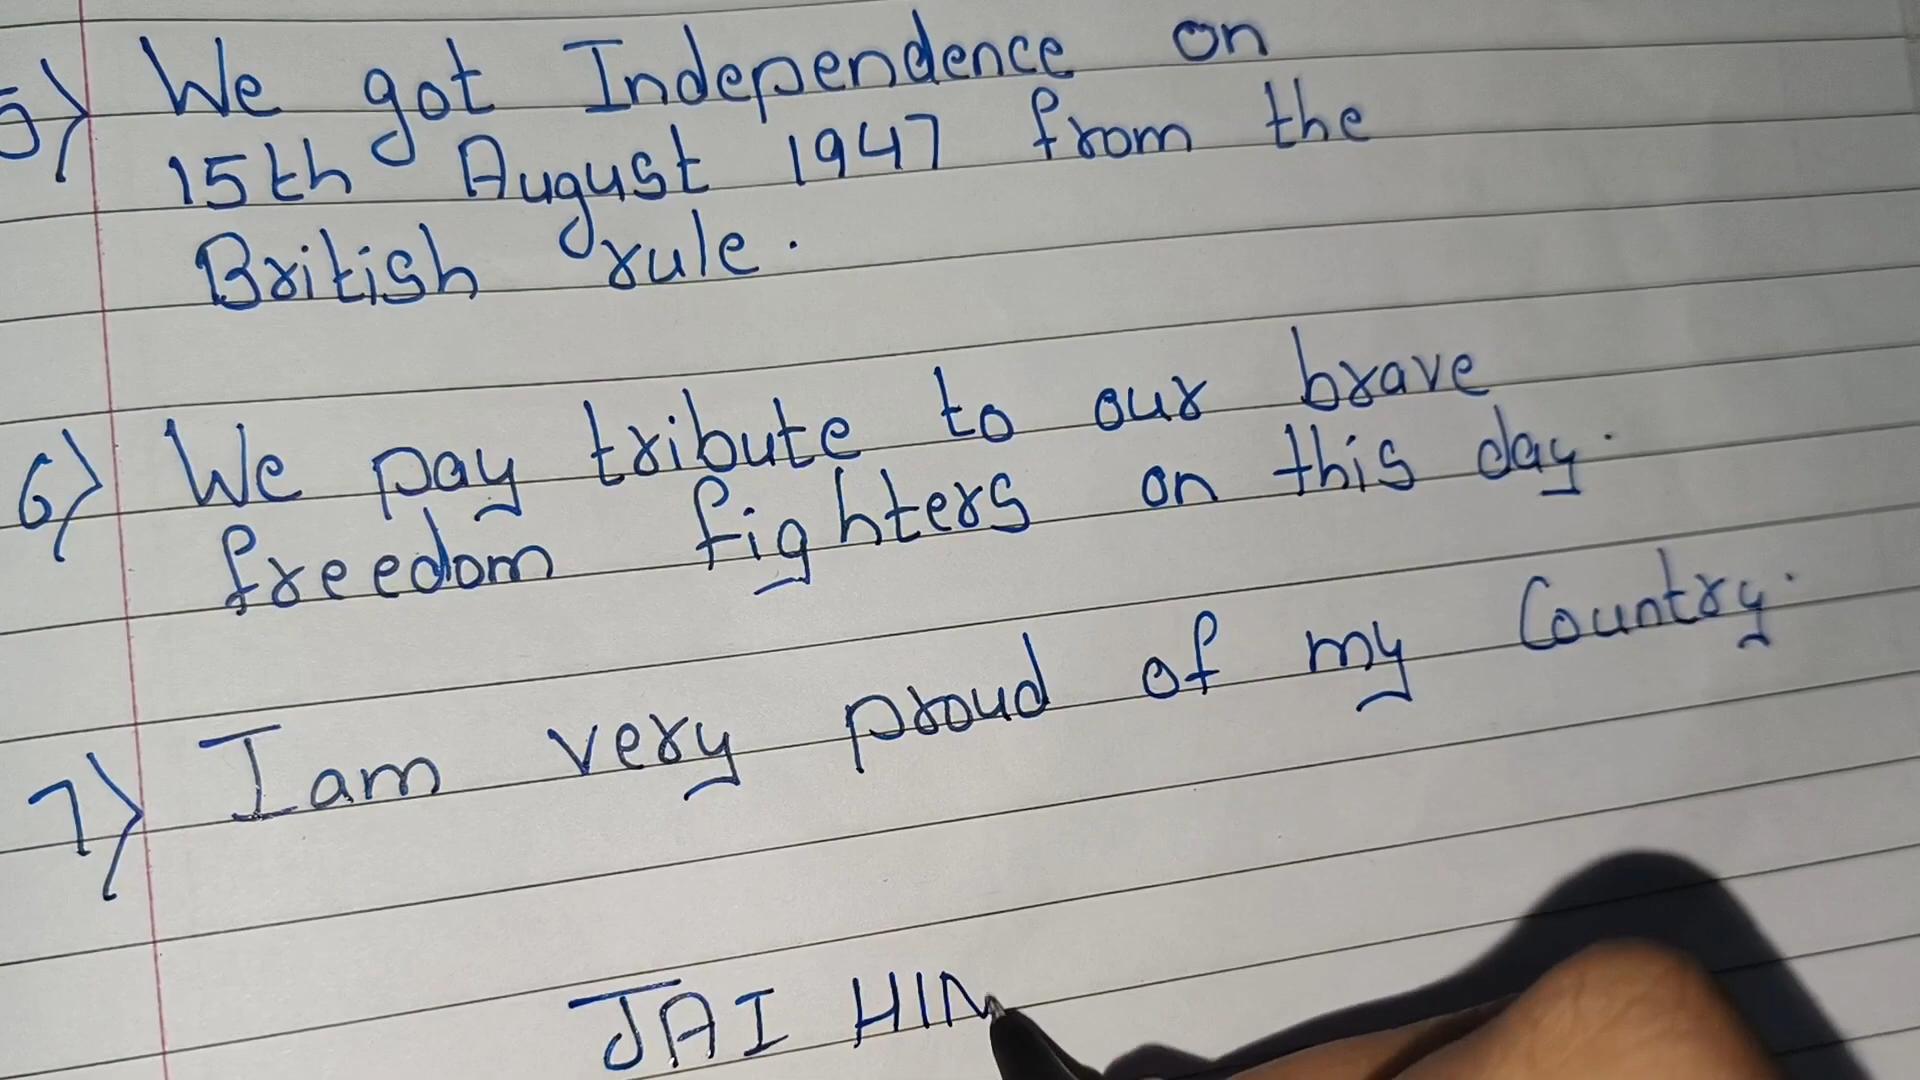 5) We got Independence on
15th August 1947 from the
British rule.
6) We pay tribute to our brave
freedom fighters on this day.
7) I am very proud of my Country.
JAI HIN